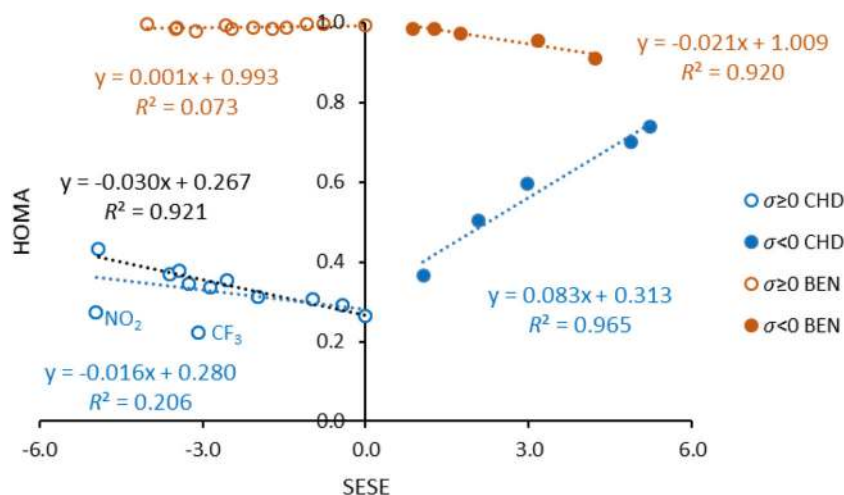 1.0
y = 0.001x + 0.993
R² = 0.073
y = -0.021x + 1.009
R² = 0.920
0.8
y = -0.030x + 0.267
R² = 0.921
0.6
HOMA
0.4
σ≥0 CHD
σ<0 CHD
σ≥0 BEN
σ<0 BEN
y = 0.083x + 0.313
R² = 0.965
NO₂
CF₃
0.2
y = -0.016x + 0.280
R² = 0.206
0.0
-6.0
-3.0
0.0
3.0
6.0
SESE